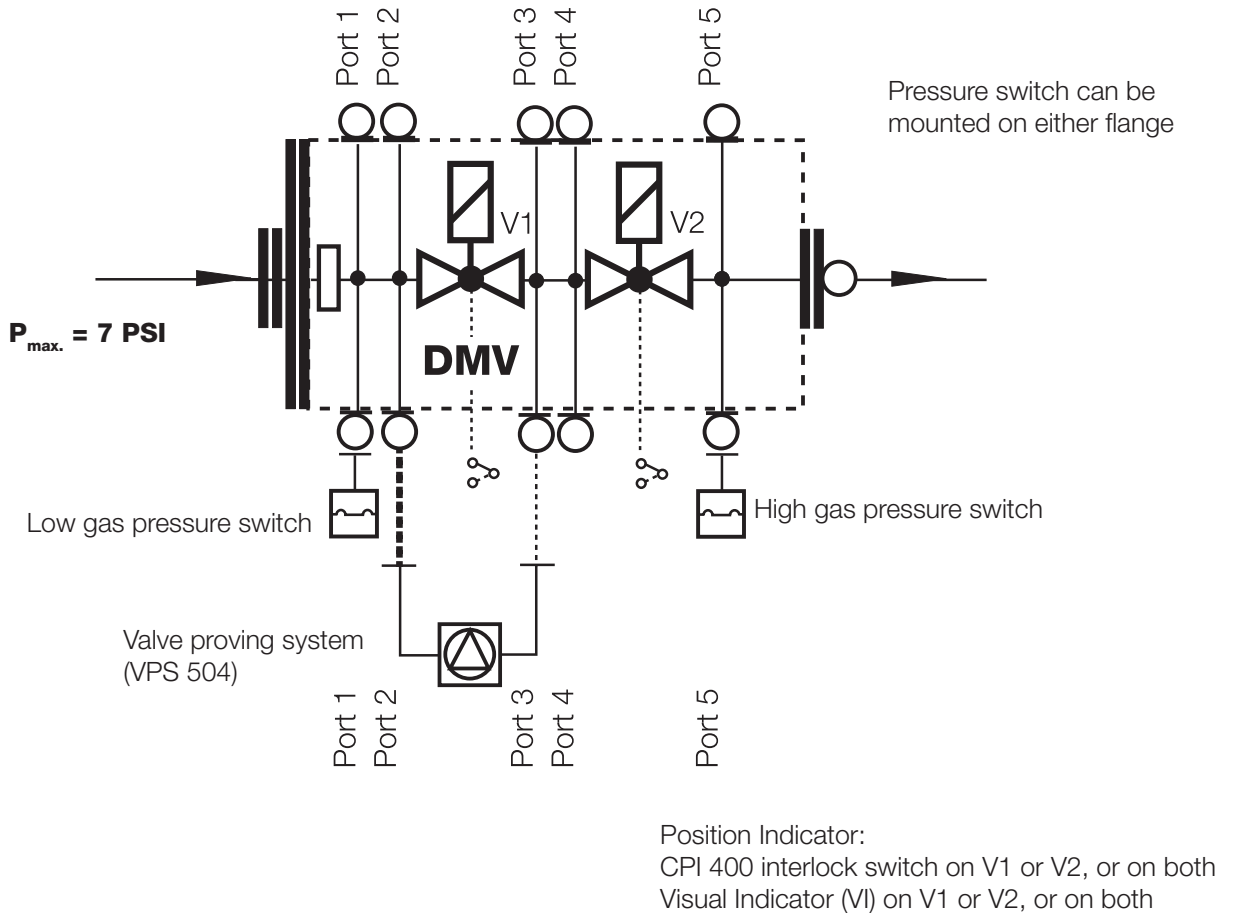 Port 1
Port 2
Port 3
Port 4
Port 5
Pressure switch can be
mounted on either flange
V1
V2
Pmax. = 7 PSI
DMV
Low gas pressure switch
High gas pressure switch
Valve proving system
(VPS 504)
Port 1
Port 2
Port 3
Port 4
Port 5
Position Indicator:
CPI 400 interlock switch on V1 or V2, or on both
Visual Indicator (VI) on V1 or V2, or on both